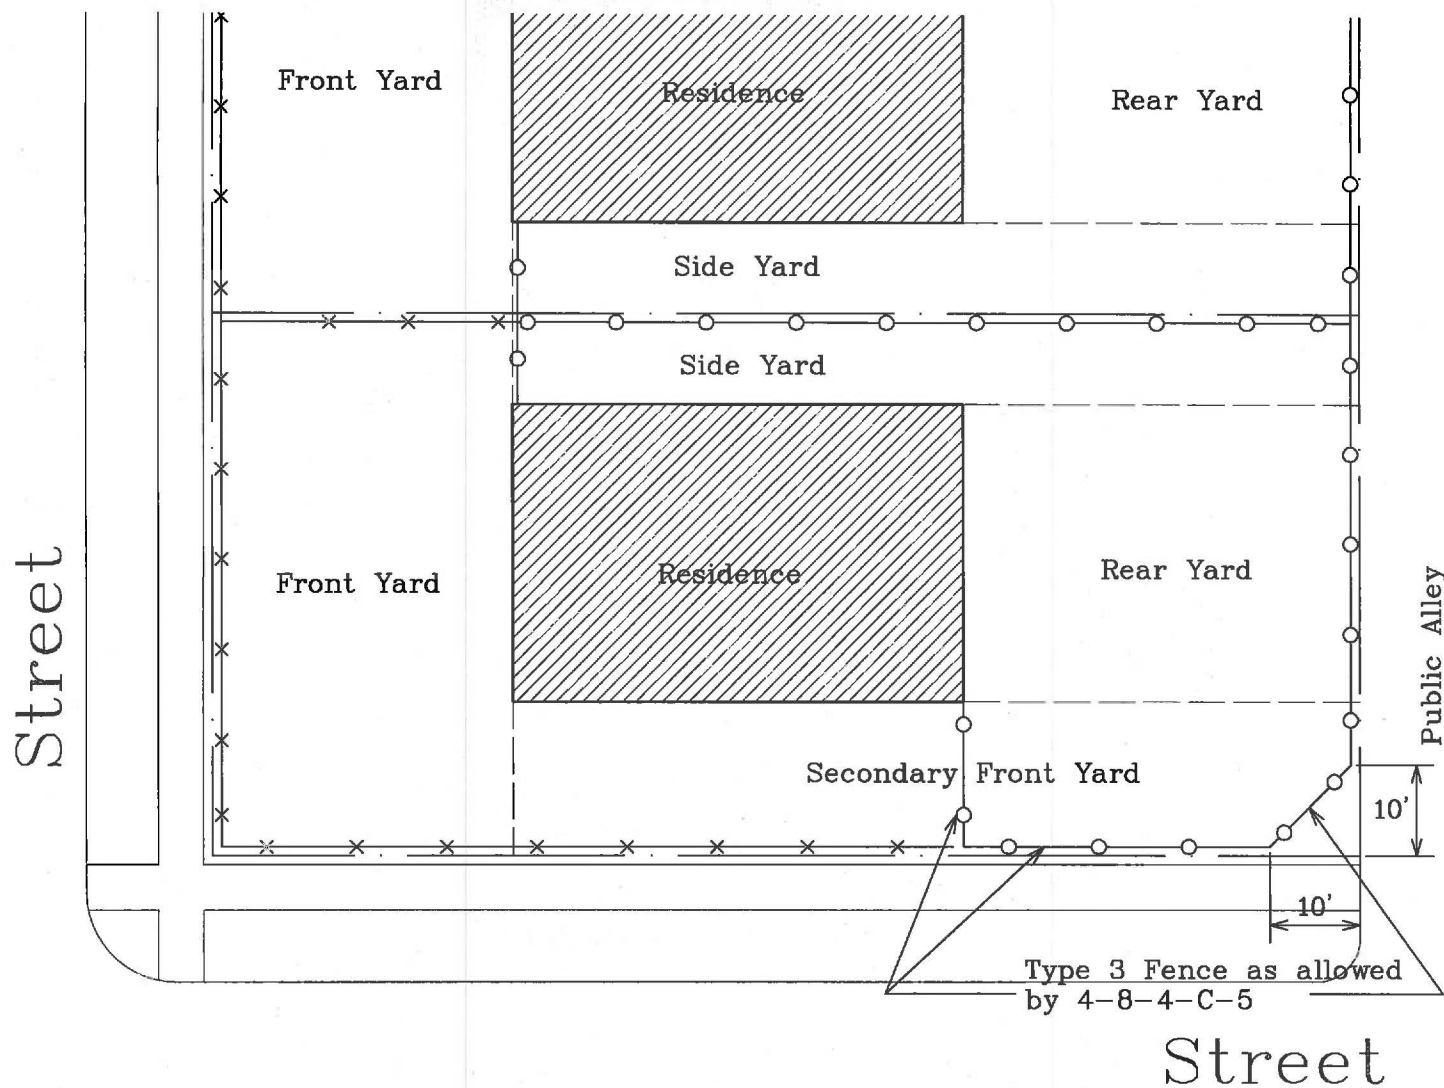 Front Yard
Residence
Rear Yard
Side Yard
Side Yard
Street
Front Yard
Residence
Rear Yard
Public Alley
Secondary Front Yard
10'
10'
Type 3 Fence as allowed
by 4-8-4-C-5
Street